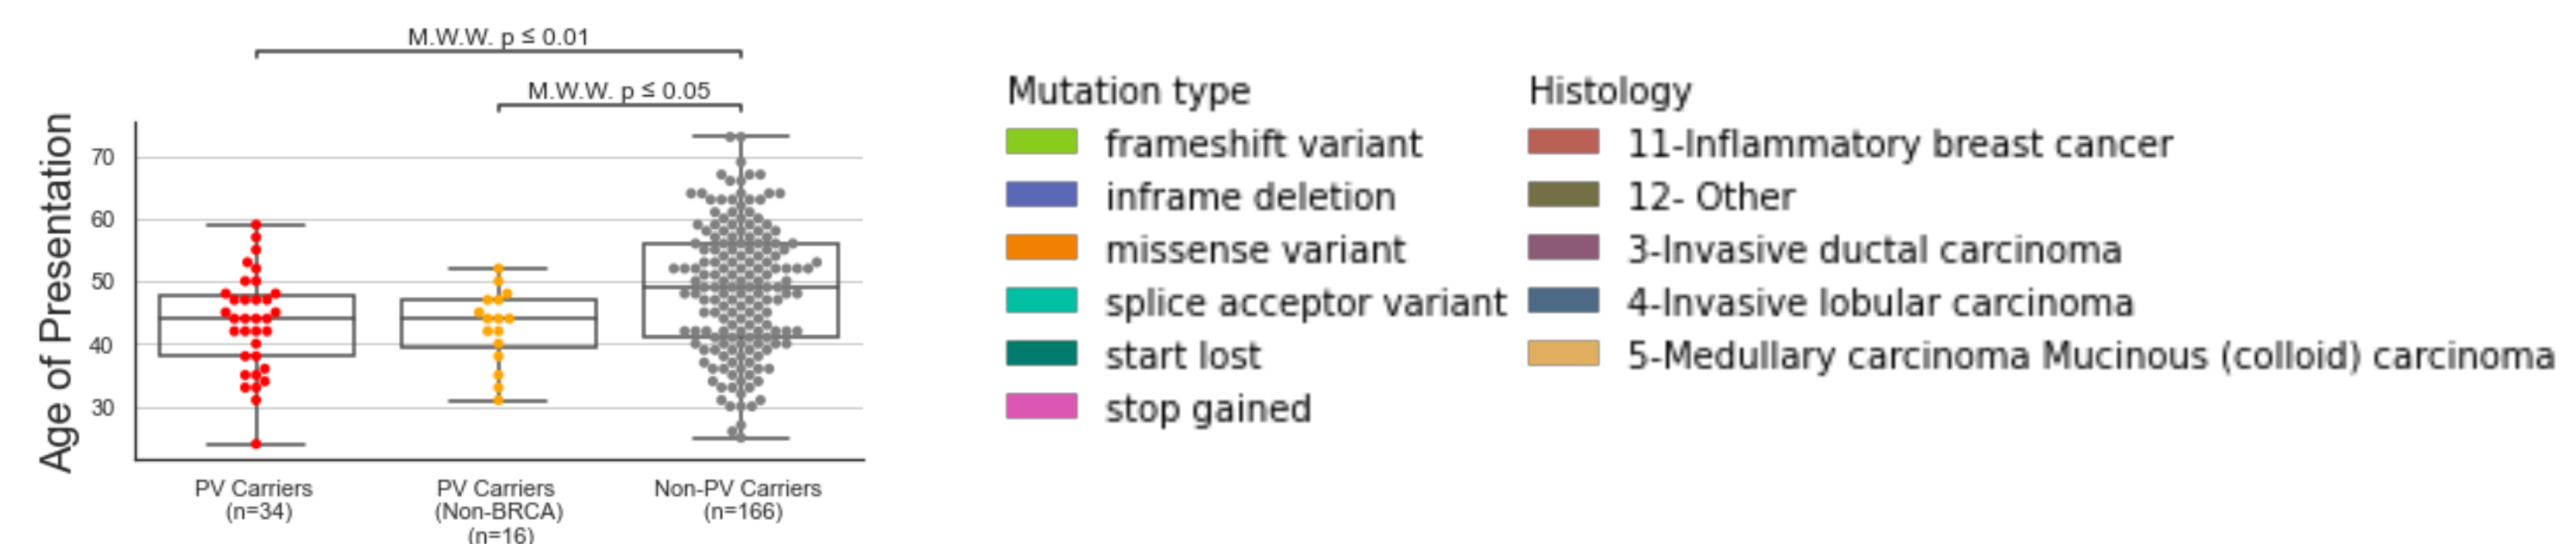 M.W.W. p ≤ 0.01
M.W.W. p ≤ 0.05
Age of Presentation
70
60
50
40
30
PV Carriers
(n=34)
PV Carriers
(Non-BRCA)
(n=16)
Non-PV Carriers
(n=166)
Mutation type
frameshift variant
inframe deletion
missense variant
splice acceptor variant
start lost
stop gained
Histology
11-Inflammatory breast cancer
12- Other
3-Invasive ductal carcinoma
4-Invasive lobular carcinoma
5-Medullary carcinoma Mucinous (colloid) carcinoma